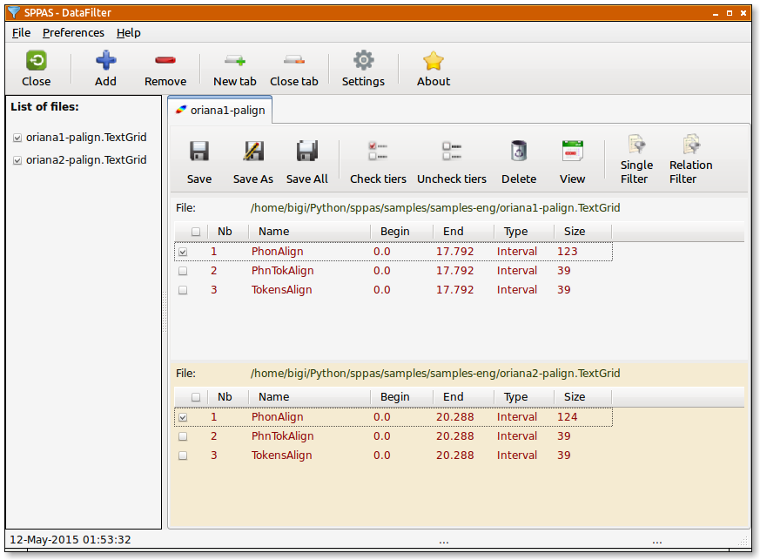 SPPAS - DataFilter
File Preferences Help
Close Add Remove New tab Close tab Settings About
List of files:
oriana1-palign.TextGrid
oriana2-palign.TextGrid
oriana1-palign
Save Save As Save All Check tiers Uncheck tiers Delete View Single Filter Relation Filter
File: /home/bigi/Python/sppas/samples/samples-eng/oriana1-palign.TextGrid
Nb Name Begin End Type Size
1 PhonAlign 0.0 17.792 Interval 123
2 PhnTokAlign 0.0 17.792 Interval 39
3 TokensAlign 0.0 17.792 Interval 39
File: /home/bigi/Python/sppas/samples/samples-eng/oriana2-palign.TextGrid
Nb Name Begin End Type Size
1 PhonAlign 0.0 20.288 Interval 124
2 PhnTokAlign 0.0 20.288 Interval 39
3 TokensAlign 0.0 20.288 Interval 39
12-May-2015 01:53:32 ... ...